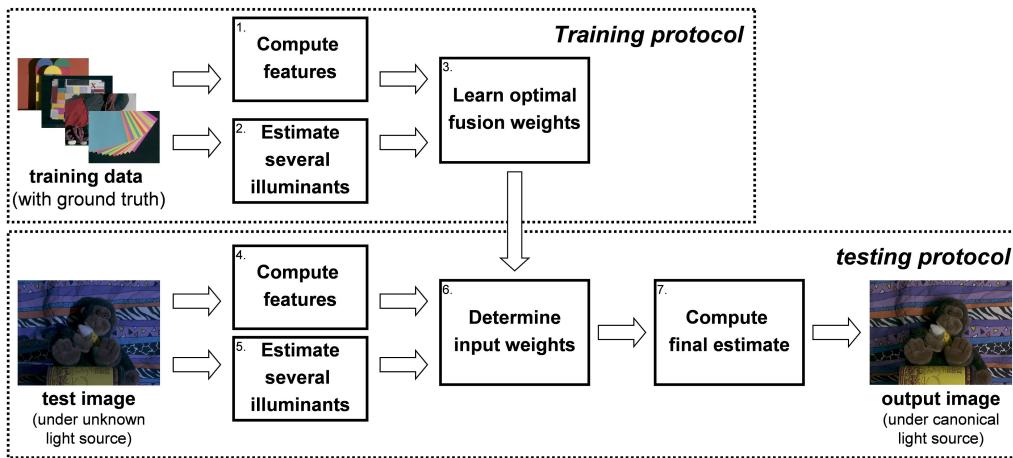 Training protocol
1.
Compute
features
2.
Estimate
several
illuminants
3.
Learn optimal
fusion weights
training data
(with ground truth)
testing protocol
4.
Compute
features
5.
Estimate
several
illuminants
6.
Determine
input weights
7.
Compute
final estimate
test image
(under unknown
light source)
output image
(under canonical
light source)